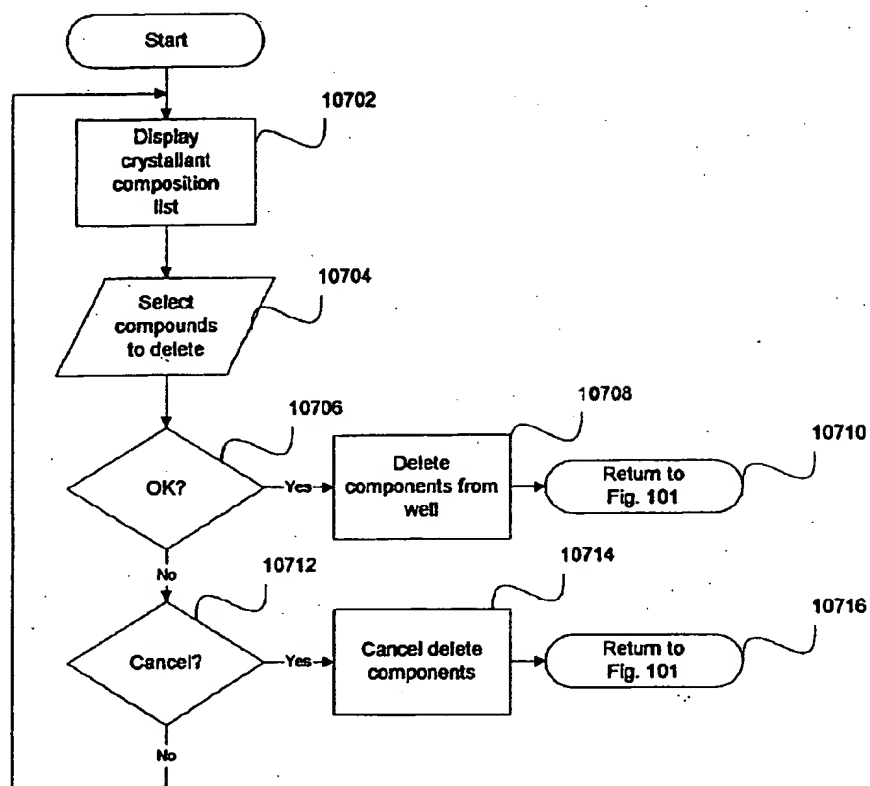 Start
10702
Display
crystallant
composition
list
10704
Select
compounds
to delete
10706
10708
10710
OK?
Yes
Delete
components from
well
Return to
Fig. 101
No
10712
10714
10716
Cancel?
Yes
Cancel delete
components
Return to
Fig. 101
No